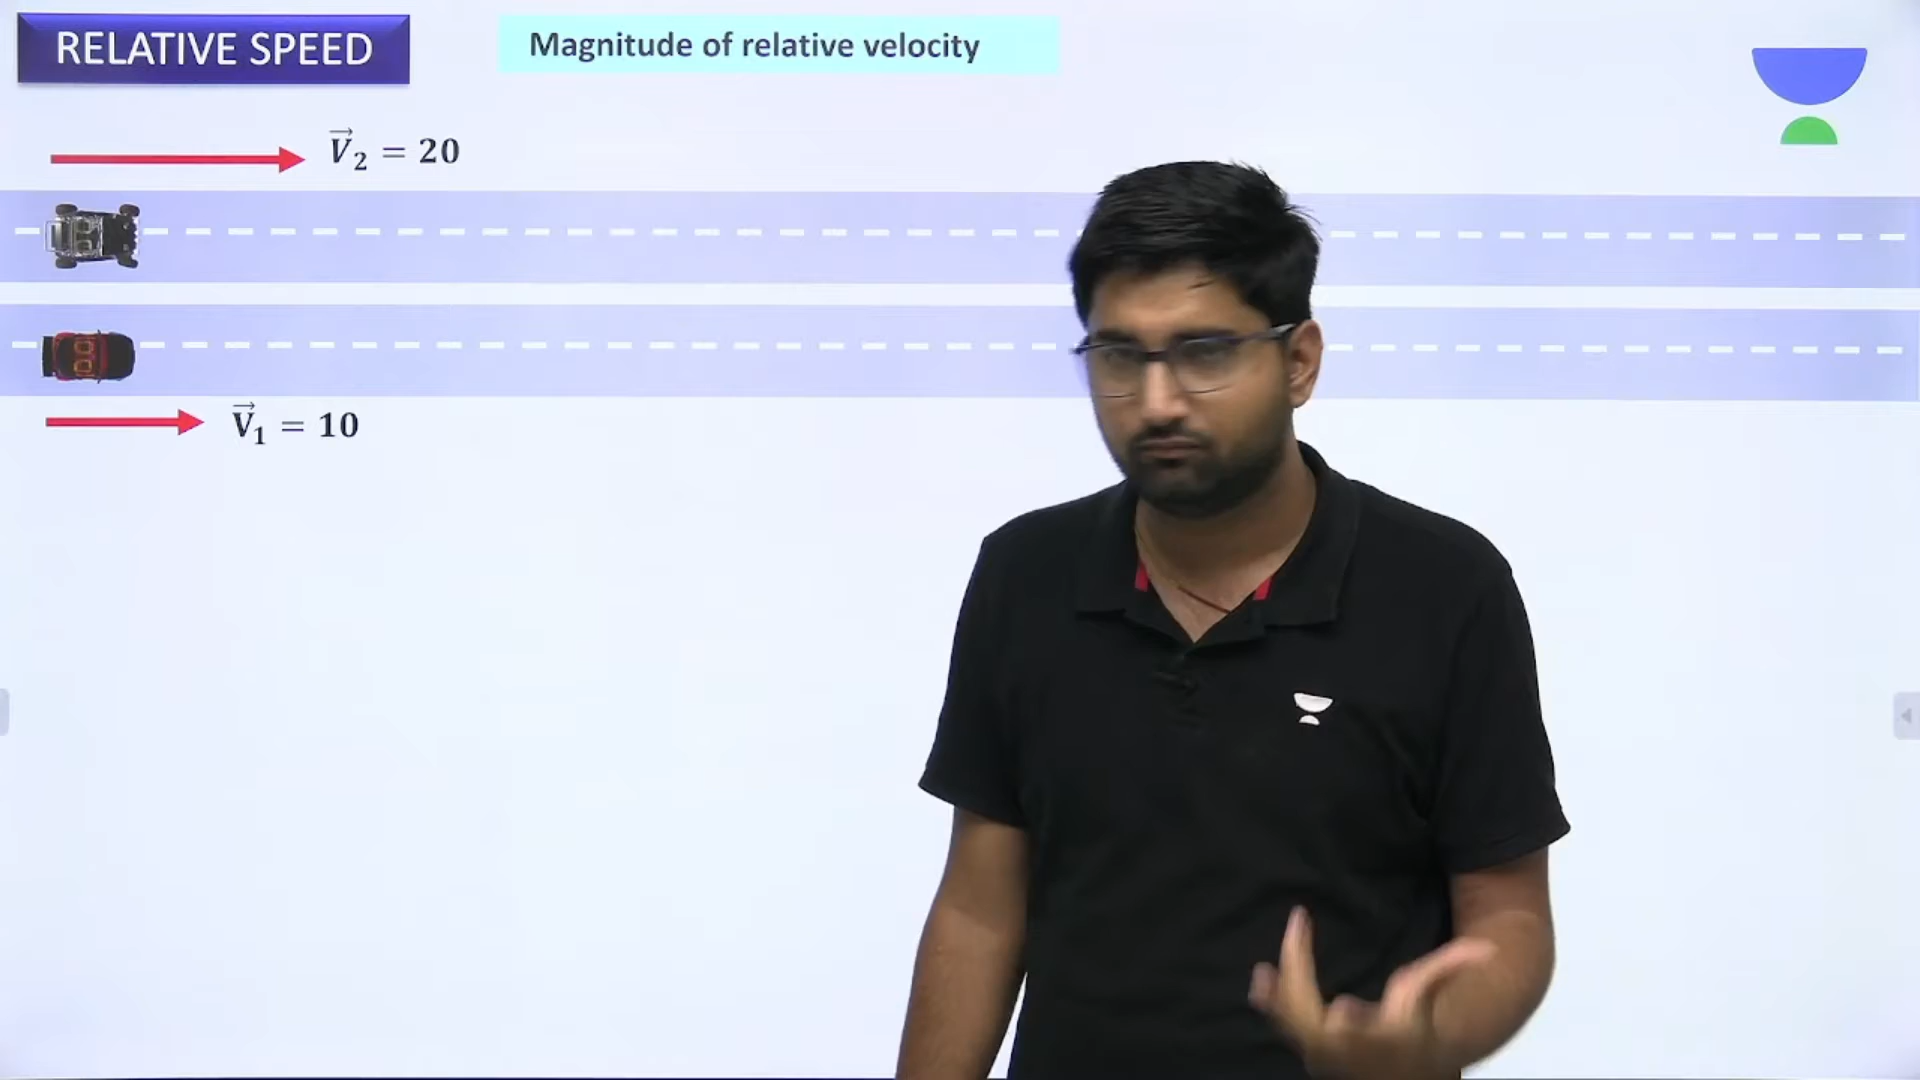 RELATIVE SPEED
Magnitude of relative velocity
V⃗₂ = 20
V⃗₁ = 10